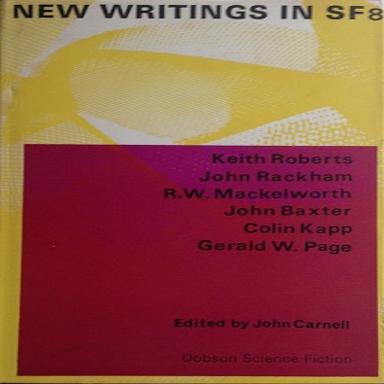 NEW WRITINGS IN SF8
Keith Roberts
John Rackham
R.W. Mackelworth
John Baxter
Colin Kapp
Gerald W. Page
Edited by John Carnell
Dobson Science Fiction